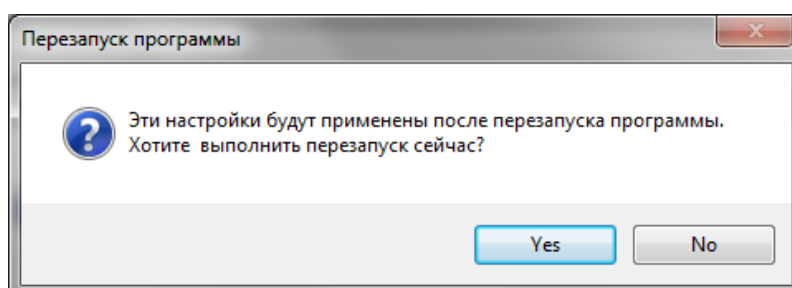 Перезапуск программы
Эти настройки будут применены после перезапуска программы.
Хотите  выполнить перезапуск сейчас?
Yes
No